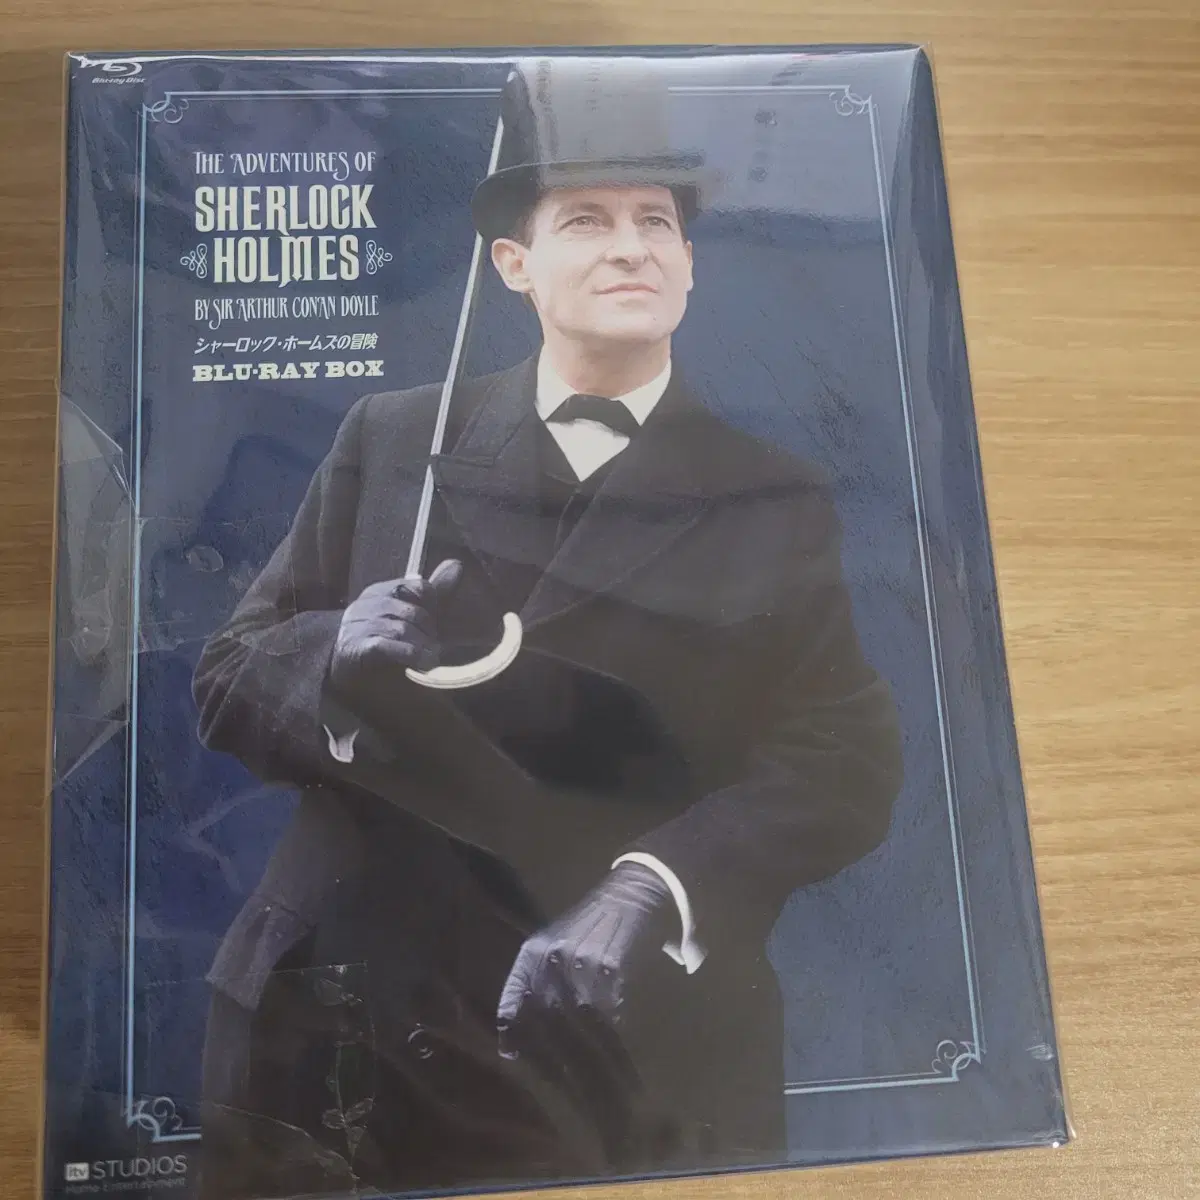 Blu-ray Disc
THE ADVENTURES OF
SHERLOCK
HOLMES
BY SIR ARTHUR CONAN DOYLE
シャーロック・ホームズの冒険
BLU-RAY BOX
itv STUDIOS
Home Entertainment